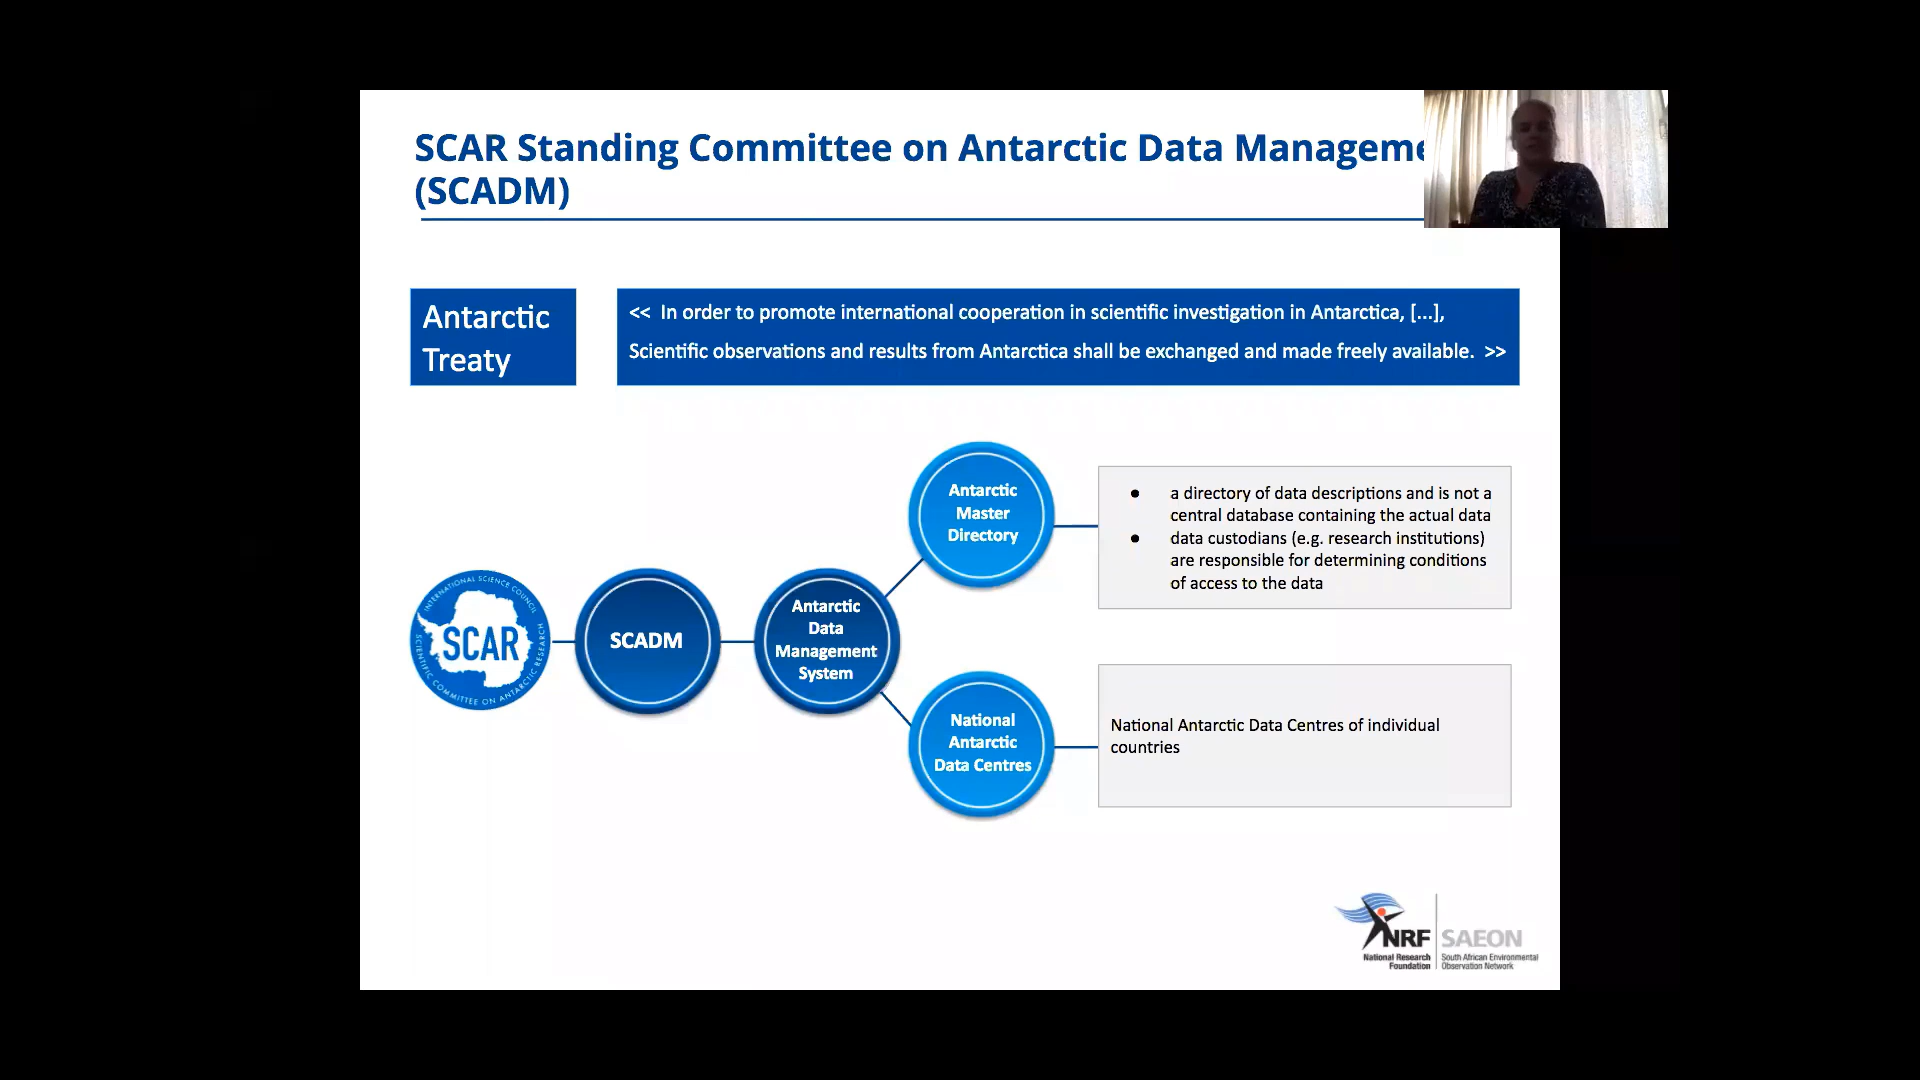 SCAR Standing Committee on Antarctic Data Manageme
(SCADM)
Antarctic
Treaty
<< In order to promote international cooperation in scientific investigation in Antarctica, [...],
Scientific observations and results from Antarctica shall be exchanged and made freely available. >>
Antarctic
Master
Directory
● a directory of data descriptions and is not a
central database containing the actual data
● data custodians (e.g. research institutions)
are responsible for determining conditions
of access to the data
INTERNATIONAL SCIENCE COUNCIL
SCAR
SCIENTIFIC COMMITTEE ON ANTARCTIC RESEARCH
SCADM
Antarctic
Data
Management
System
National
Antarctic
Data Centres
National Antarctic Data Centres of individual
countries
NRF
National Research
Foundation
SAEON
South African Environmental
Observation Network